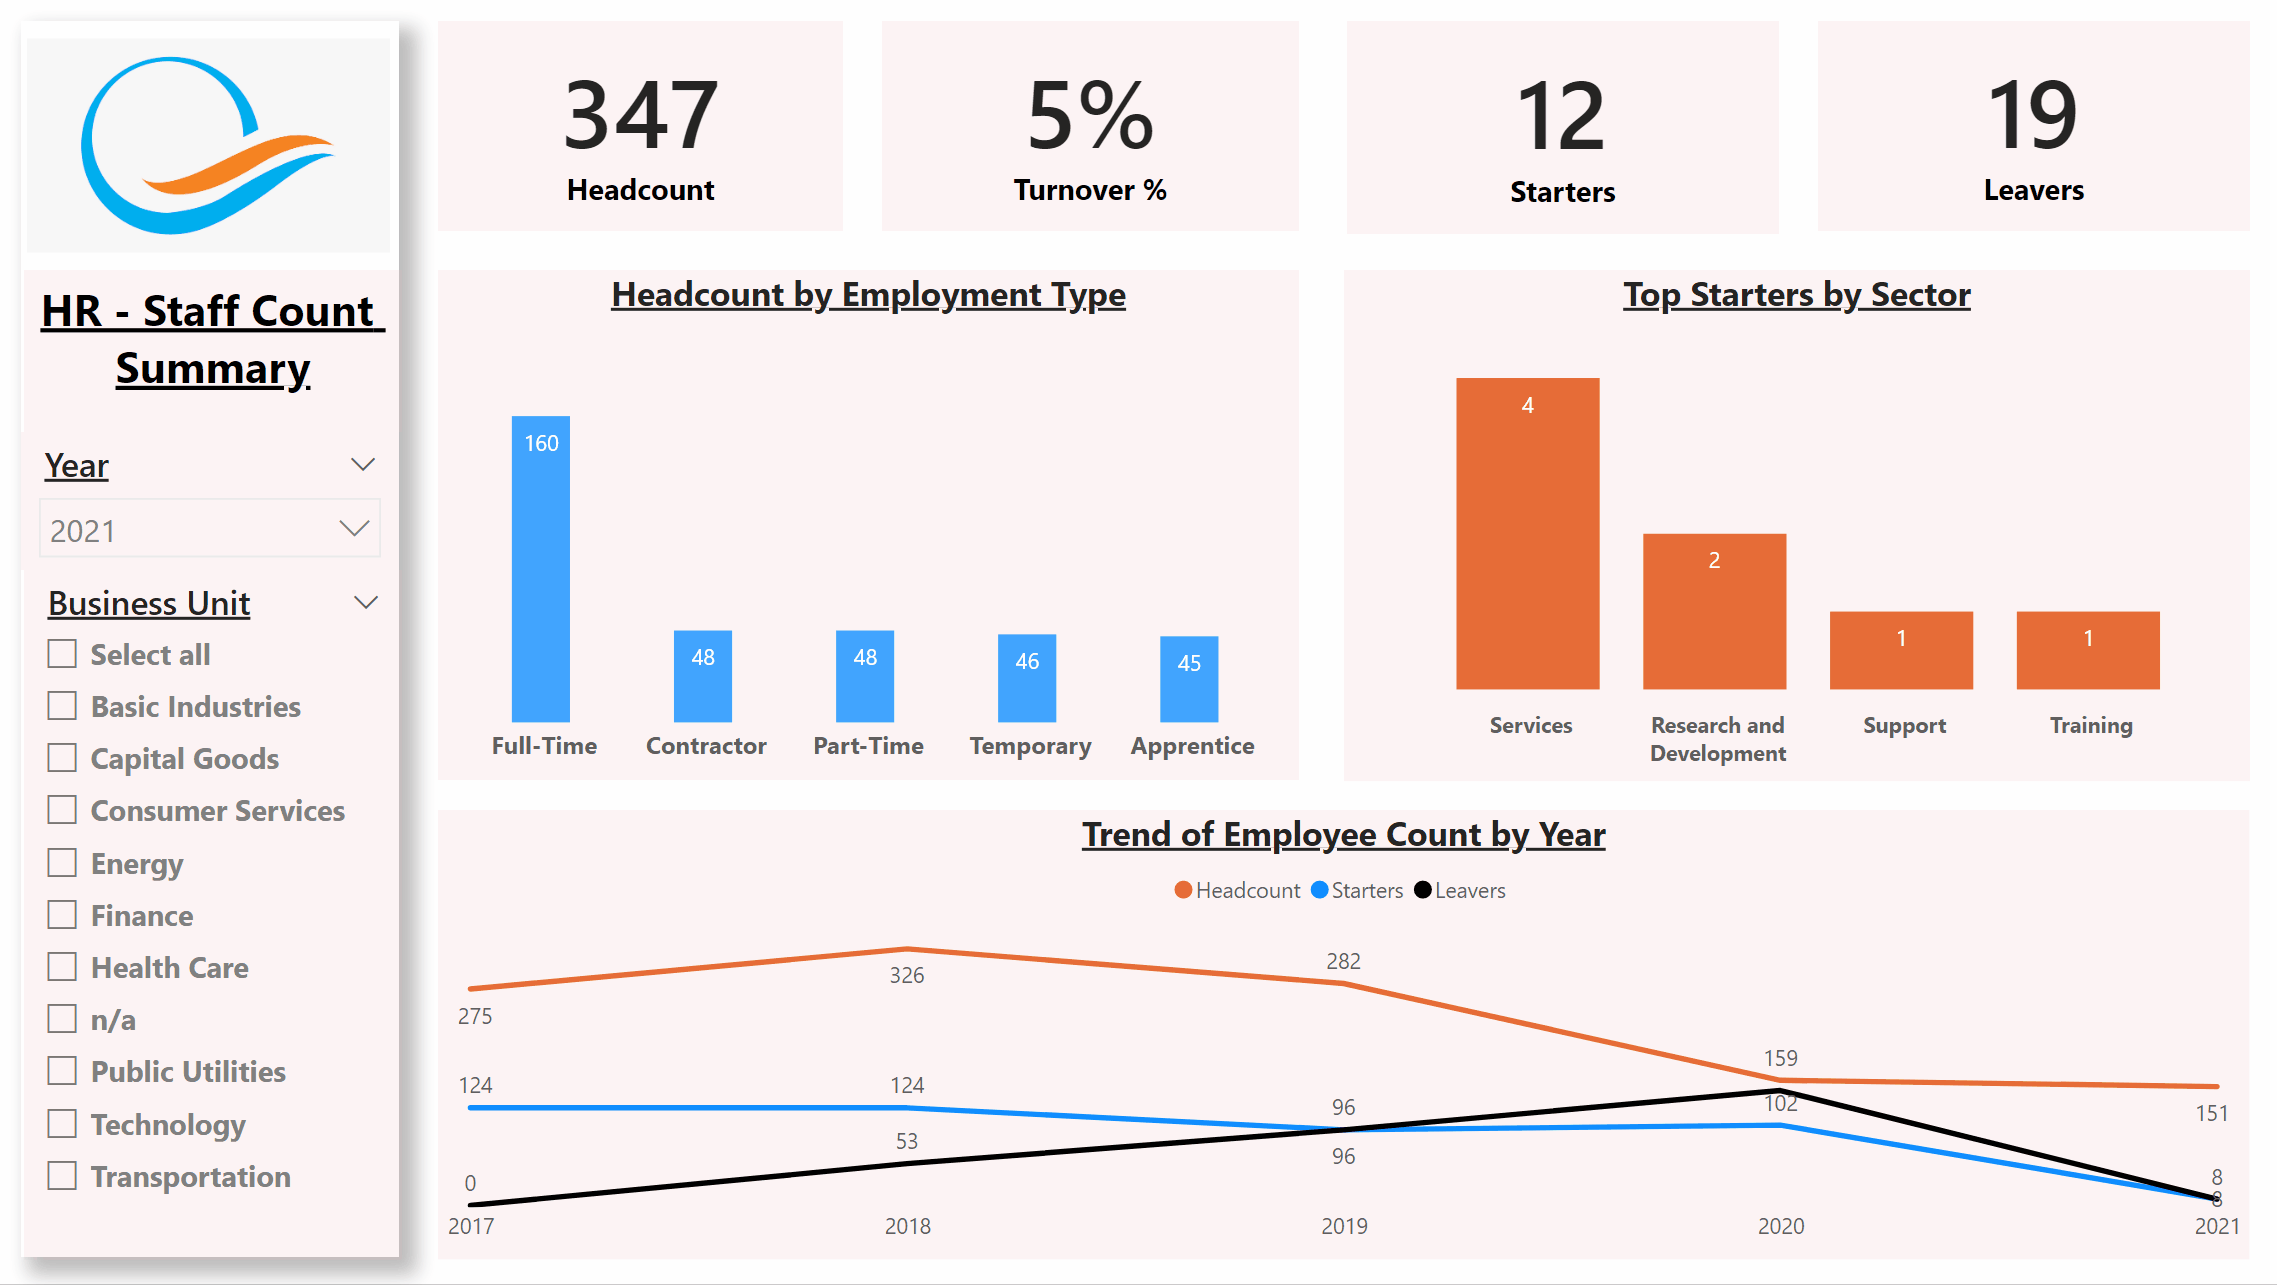 347
Headcount
5%
Turnover %
12
Starters
19
Leavers
HR - Staff Count
Summary
Year
2021
Business Unit
Select all
Basic Industries
Capital Goods
Consumer Services
Energy
Finance
Health Care
n/a
Public Utilities
Technology
Transportation
Headcount by Employment Type
160
48
48
46
45
Full-Time
Contractor
Part-Time
Temporary
Apprentice
Top Starters by Sector
4
2
1
1
Services
Research and
Development
Support
Training
Trend of Employee Count by Year
Headcount
Starters
Leavers
275
326
282
159
151
124
124
96
102
0
53
96
8
8
2017
2018
2019
2020
2021